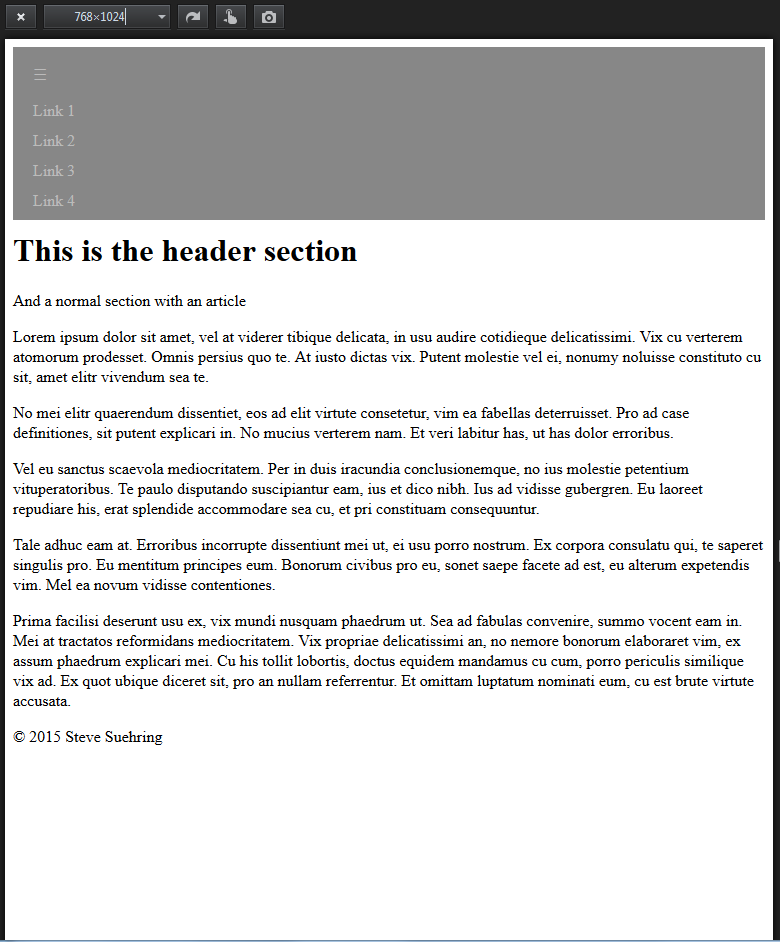 768×1024
☰
Link 1
Link 2
Link 3
Link 4
This is the header section
And a normal section with an article
Lorem ipsum dolor sit amet, vel at viderer tibique delicata, in usu audire cotidieque delicatissimi. Vix cu verterem
atomorum prodesset. Omnis persius quo te. At iusto dictas vix. Putent molestie vel ei, nonumy noluisse constituto cu
sit, amet elitr vivendum sea te.
No mei elitr quaerendum dissentiet, eos ad elit virtute consetetur, vim ea fabellas deterruisset. Pro ad case
definitiones, sit putent explicari in. No mucius verterem nam. Et veri labitur has, ut has dolor erroribus.
Vel eu sanctus scaevola mediocritatem. Per in duis iracundia conclusionemque, no ius molestie petentium
vituperatoribus. Te paulo disputando suscipiantur eam, ius et dico nibh. Ius ad vidisse gubergren. Eu laoreet
repudiare his, erat splendide accommodare sea cu, et pri constituam consequuntur.
Tale adhuc eam at. Erroribus incorrupte dissentiunt mei ut, ei usu porro nostrum. Ex corpora consulatu qui, te saperet
singulis pro. Eu mentitum principes eum. Bonorum civibus pro eu, sonet saepe facete ad est, eu alterum expetendis
vim. Mel ea novum vidisse contentiones.
Prima facilisi deserunt usu ex, vix mundi nusquam phaedrum ut. Sea ad fabulas convenire, summo vocent eam in.
Mei at tractatos reformidans mediocritatem. Vix propriae delicatissimi an, no nemore bonorum elaboraret vim, ex
assum phaedrum explicari mei. Cu his tollit lobortis, doctus equidem mandamus cu cum, porro periculis similique
vix ad. Ex quot ubique diceret sit, pro an nullam referrentur. Et omittam luptatum nominati eum, cu est brute virtute
accusata.
© 2015 Steve Suehring